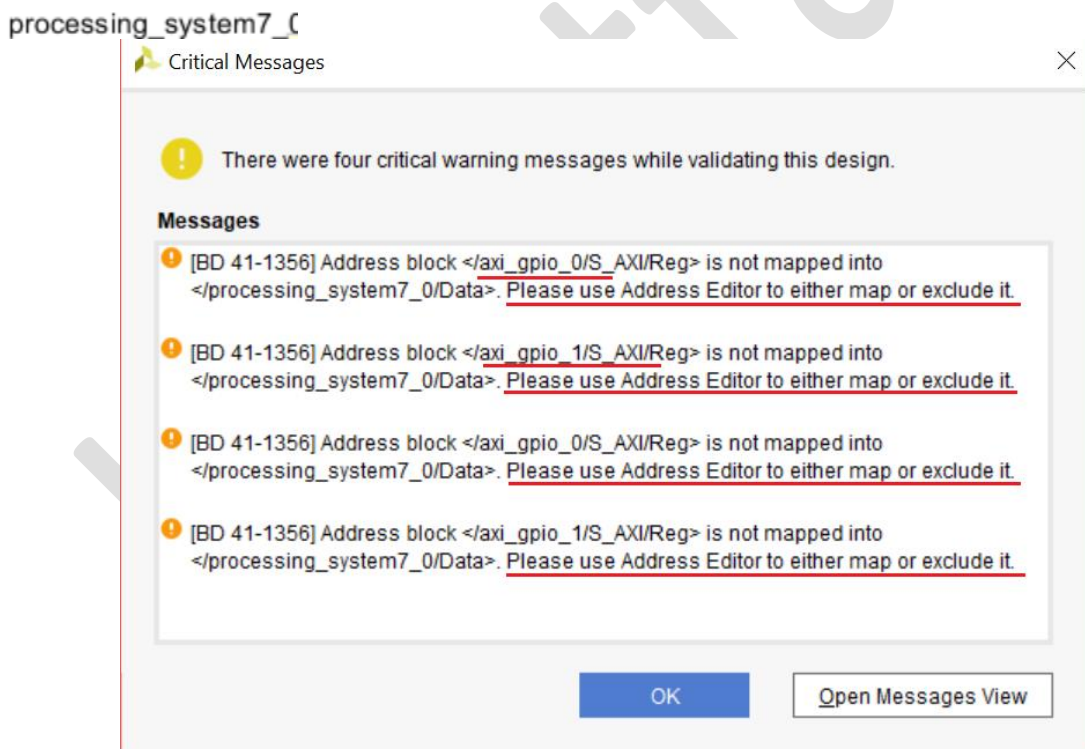 processing_system7_0
Critical Messages
There were four critical warning messages while validating this design.
Messages
[BD 41-1356] Address block </axi_gpio_0/S_AXI/Reg> is not mapped into
</processing_system7_0/Data>. Please use Address Editor to either map or exclude it.
[BD 41-1356] Address block </axi_gpio_1/S_AXI/Reg> is not mapped into
</processing_system7_0/Data>. Please use Address Editor to either map or exclude it.
[BD 41-1356] Address block </axi_gpio_0/S_AXI/Reg> is not mapped into
</processing_system7_0/Data>. Please use Address Editor to either map or exclude it.
[BD 41-1356] Address block </axi_gpio_1/S_AXI/Reg> is not mapped into
</processing_system7_0/Data>. Please use Address Editor to either map or exclude it.
OK
Open Messages View